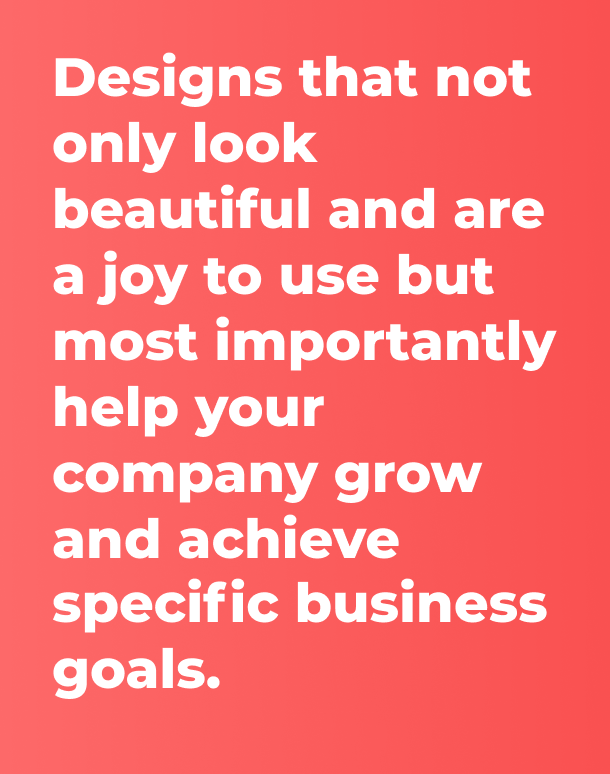 Designs that not
only look
beautiful and are
a joy to use but
most importantly
help your
company grow
and achieve
specific business
goals.